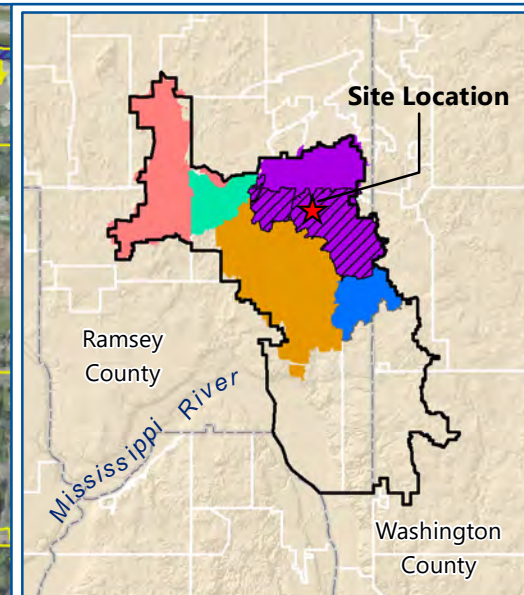 Site Location
Ramsey
County
Mississippi River
Washington
County